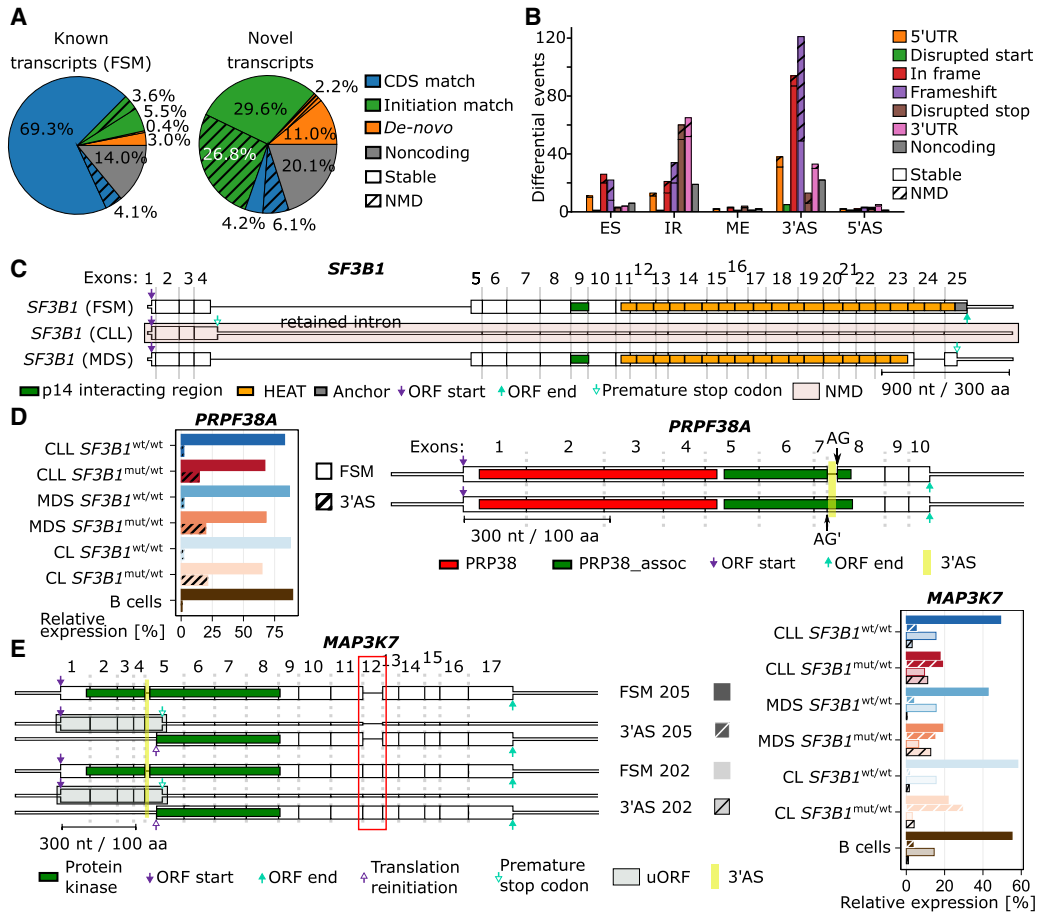 A
Known
transcripts (FSM)
69.3%
3.6%
5.5%
0.4%
3.0%
14.0%
4.1%
Novel
transcripts
29.6%
2.2%
11.0%
26.8%
20.1%
4.2%
6.1%
CDS match
Initiation match
De-novo
Noncoding
Stable
NMD
B
Differential events
120
80
40
0
ES
IR
ME
3'AS
5'AS
5'UTR
Disrupted start
In frame
Frameshift
Disrupted stop
3'UTR
Noncoding
Stable
NMD
C
SF3B1
Exons: 1 2 3 4 5 6 7 8 9 10 11 12 13 14 15 16 17 18 19 20 21 22 23 24 25
SF3B1 (FSM)
SF3B1 (CLL)
retained intron
SF3B1 (MDS)
p14 interacting region
HEAT
Anchor
ORF start
ORF end
Premature stop codon
NMD
900 nt / 300 aa
D
PRPF38A
CLL SF3B1wt/wt
CLL SF3B1mut/wt
MDS SF3B1wt/wt
MDS SF3B1mut/wt
CL SF3B1wt/wt
CL SF3B1mut/wt
B cells
Relative
expression [%]
0 25 50 75
FSM
3'AS
PRPF38A
Exons: 1 2 3 4 5 6 7 8 9 10
AG
AG'
300 nt / 100 aa
PRP38
PRP38_assoc
ORF start
ORF end
3'AS
E
MAP3K7
1 2 3 4 5 6 7 8 9 10 11 12 13 14 15 16 17
FSM 205
3'AS 205
FSM 202
3'AS 202
300 nt / 100 aa
Protein
kinase
ORF start
ORF end
Translation
reinitiation
Premature
stop codon
uORF
3'AS
MAP3K7
CLL SF3B1wt/wt
CLL SF3B1mut/wt
MDS SF3B1wt/wt
MDS SF3B1mut/wt
CL SF3B1wt/wt
CL SF3B1mut/wt
B cells
0 20 40 60
Relative expression [%]